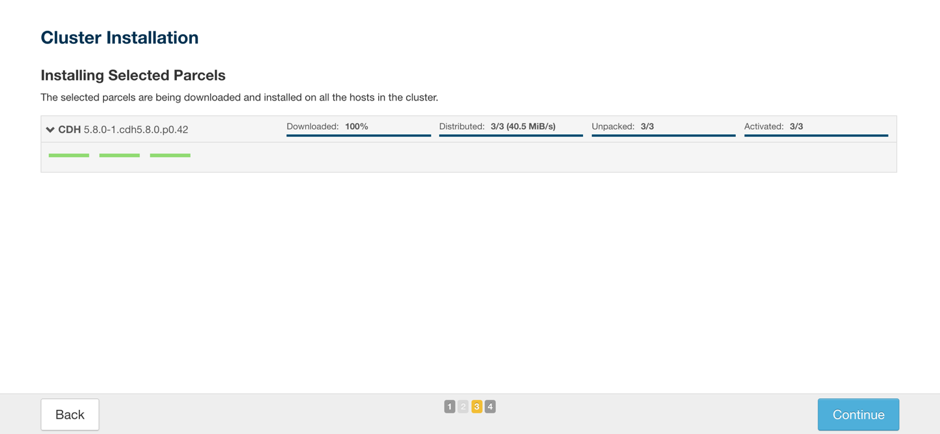 Cluster Installation
Installing Selected Parcels
The selected parcels are being downloaded and installed on all the hosts in the cluster.
CDH 5.8.0-1.cdh5.8.0.p0.42 Downloaded: 100% Distributed: 3/3 (40.5 MiB/s) Unpacked: 3/3 Activated: 3/3
Back 1 2 3 4 Continue